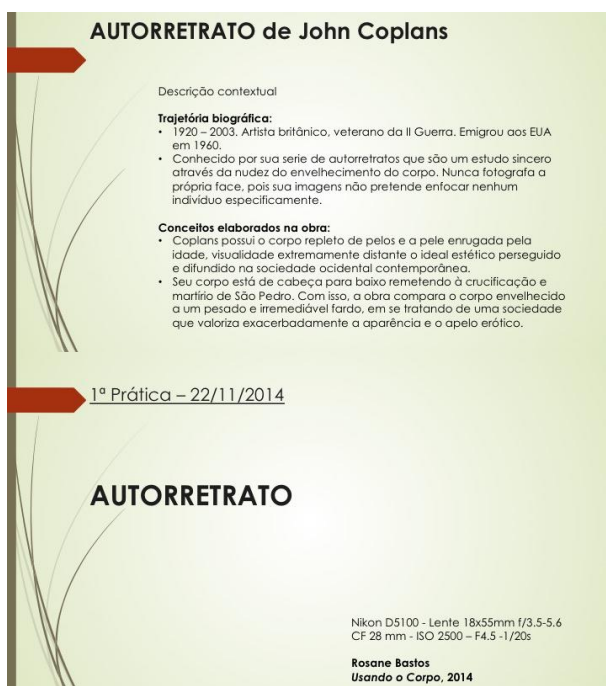 AUTORRETRATO de John Coplans
Descrição contextual
Trajetória biográfica:
• 1920 – 2003. Artista britânico, veterano da II Guerra. Emigrou aos EUA
em 1960.
• Conhecido por sua serie de autorretratos que são um estudo sincero
através da nudez do envelhecimento do corpo. Nunca fotografa a
própria face, pois sua imagens não pretende enfocar nenhum
indivíduo especificamente.
Conceitos elaborados na obra:
• Coplans possui o corpo repleto de pelos e a pele enrugada pela
idade, visualidade extremamente distante o ideal estético perseguido
e difundido na sociedade ocidental contemporânea.
• Seu corpo está de cabeça para baixo remetendo à crucificação e
martírio de São Pedro. Com isso, a obra compara o corpo envelhecido
a um pesado e irremediável fardo, em se tratando de uma sociedade
que valoriza exacerbadamente a aparência e o apelo erótico.
1ª Prática – 22/11/2014
AUTORRETRATO
Nikon D5100 - Lente 18x55mm f/3.5-5.6
CF 28 mm - ISO 2500 – F4.5 -1/20s
Rosane Bastos
Usando o Corpo, 2014